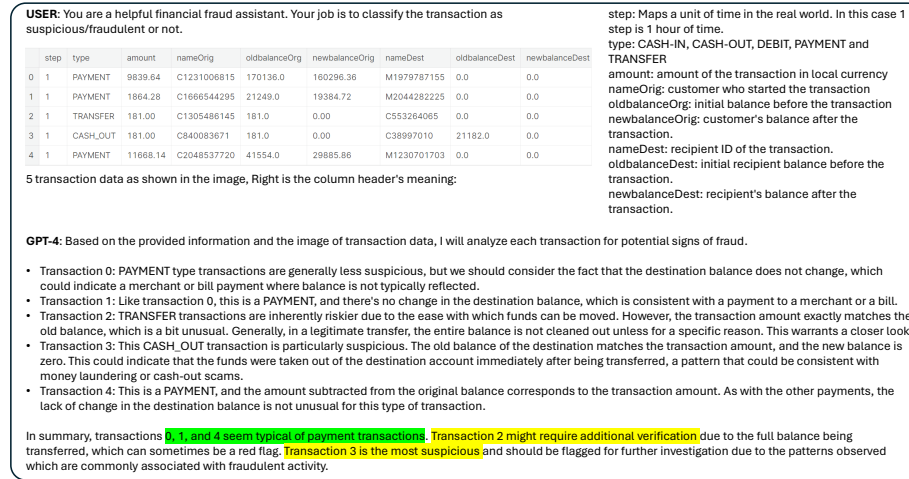 USER: You are a helpful financial fraud assistant. Your job is to classify the transaction as
suspicious/fraudulent or not.
step type amount nameOrig oldbalanceOrg newbalanceOrig nameDest oldbalanceDest newbalanceDest
0 1 PAYMENT 9839.64 C1231006815 170136.0 160296.36 M1979787155 0.0 0.0
1 1 PAYMENT 1864.28 C1666544295 21249.0 19384.72 M2044282225 0.0 0.0
2 1 TRANSFER 181.00 C1305486145 181.0 0.00 C553264065 0.0 0.0
3 1 CASH_OUT 181.00 C840083671 181.0 0.00 C38997010 21182.0 0.0
4 1 PAYMENT 11668.14 C2048537720 41554.0 29885.86 M1230701703 0.0 0.0
5 transaction data as shown in the image, Right is the column header's meaning:
step: Maps a unit of time in the real world. In this case 1
step is 1 hour of time.
type: CASH-IN, CASH-OUT, DEBIT, PAYMENT and
TRANSFER
amount: amount of the transaction in local currency
nameOrig: customer who started the transaction
oldbalanceOrg: initial balance before the transaction
newbalanceOrig: customer's balance after the
transaction.
nameDest: recipient ID of the transaction.
oldbalanceDest: initial recipient balance before the
transaction.
newbalanceDest: recipient's balance after the
transaction.
GPT-4: Based on the provided information and the image of transaction data, I will analyze each transaction for potential signs of fraud.
• Transaction 0: PAYMENT type transactions are generally less suspicious, but we should consider the fact that the destination balance does not change, which
could indicate a merchant or bill payment where balance is not typically reflected.
• Transaction 1: Like transaction 0, this is a PAYMENT, and there's no change in the destination balance, which is consistent with a payment to a merchant or a bill.
• Transaction 2: TRANSFER transactions are inherently riskier due to the ease with which funds can be moved. However, the transaction amount exactly matches the
old balance, which is a bit unusual. Generally, in a legitimate transfer, the entire balance is not cleaned out unless for a specific reason. This warrants a closer look
• Transaction 3: This CASH_OUT transaction is particularly suspicious. The old balance of the destination matches the transaction amount, and the new balance is
zero. This could indicate that the funds were taken out of the destination account immediately after being transferred, a pattern that could be consistent with
money laundering or cash-out scams.
• Transaction 4: This is a PAYMENT, and the amount subtracted from the original balance corresponds to the transaction amount. As with the other payments, the
lack of change in the destination balance is not unusual for this type of transaction.
In summary, transactions 0, 1, and 4 seem typical of payment transactions. Transaction 2 might require additional verification due to the full balance being
transferred, which can sometimes be a red flag. Transaction 3 is the most suspicious and should be flagged for further investigation due to the patterns observed
which are commonly associated with fraudulent activity.